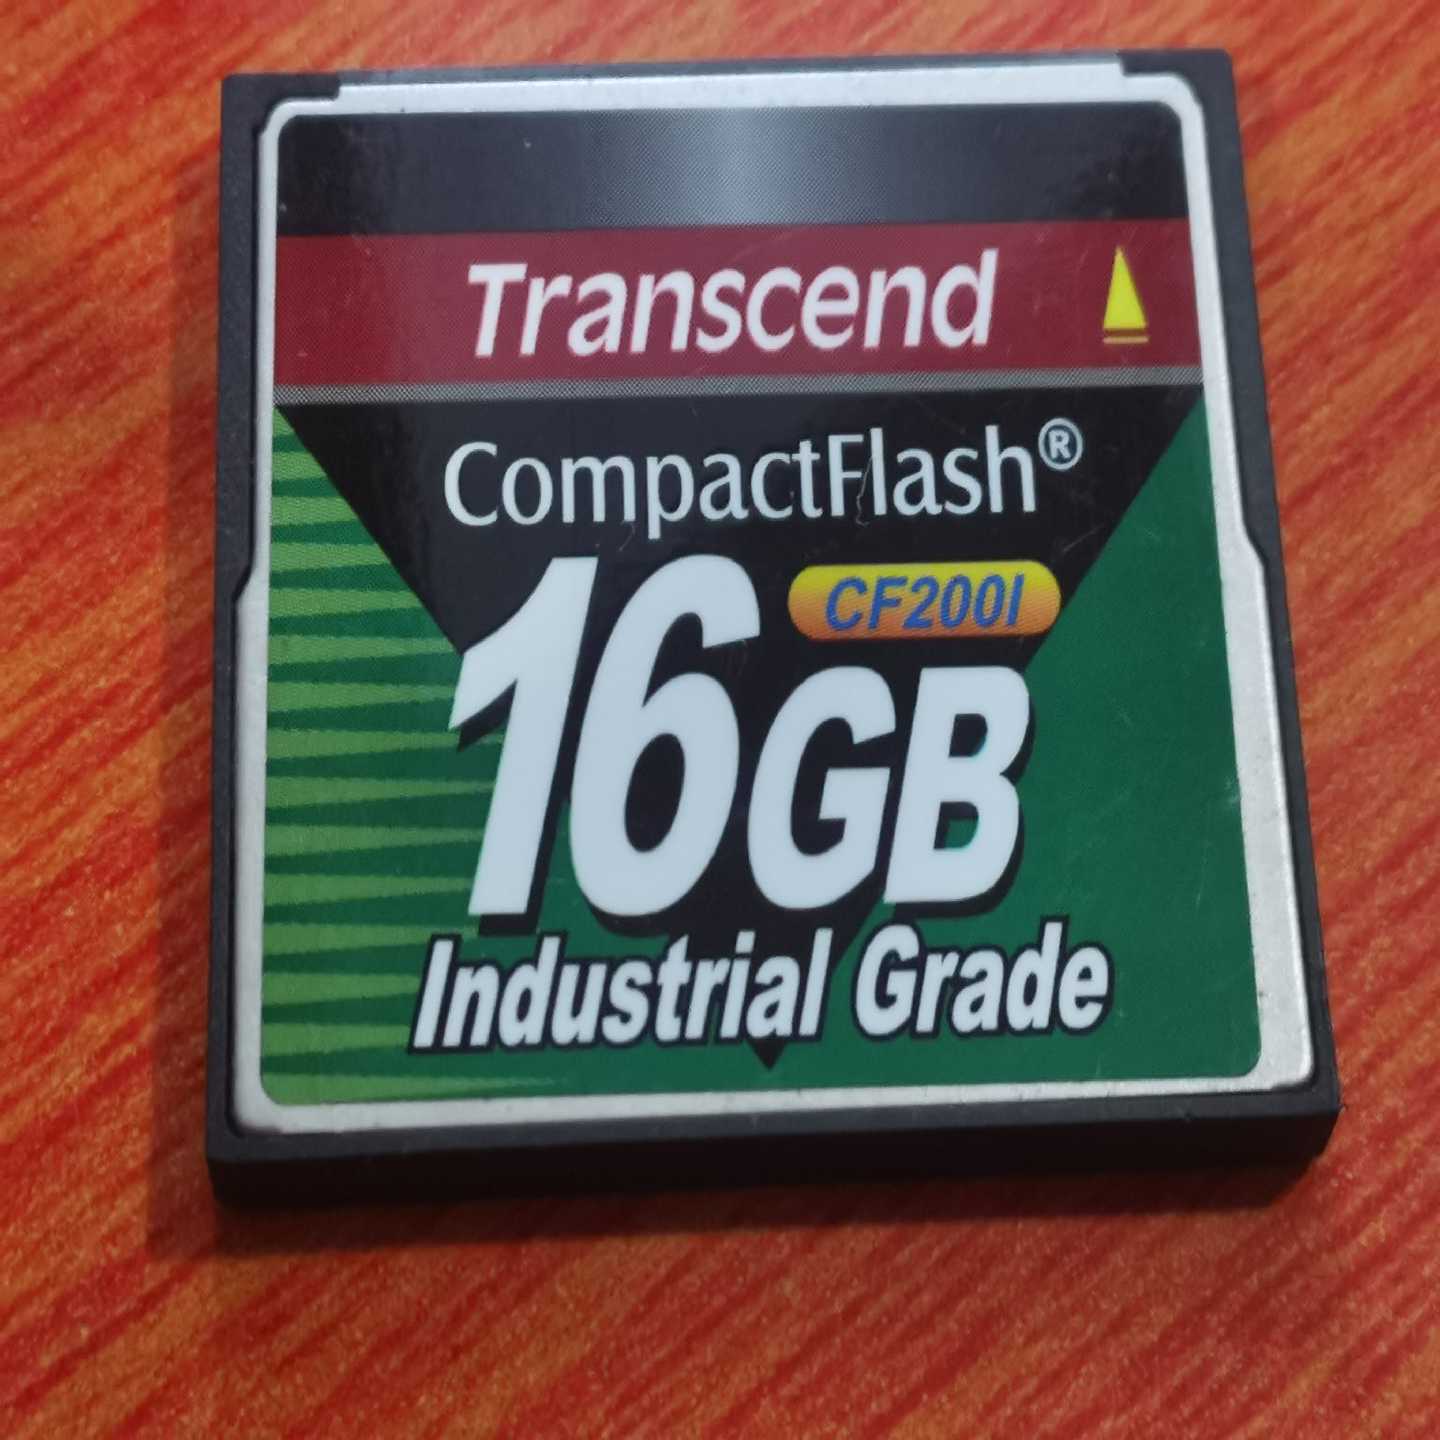 Transcend
CompactFlash®
CF200I
16GB
Industrial Grade